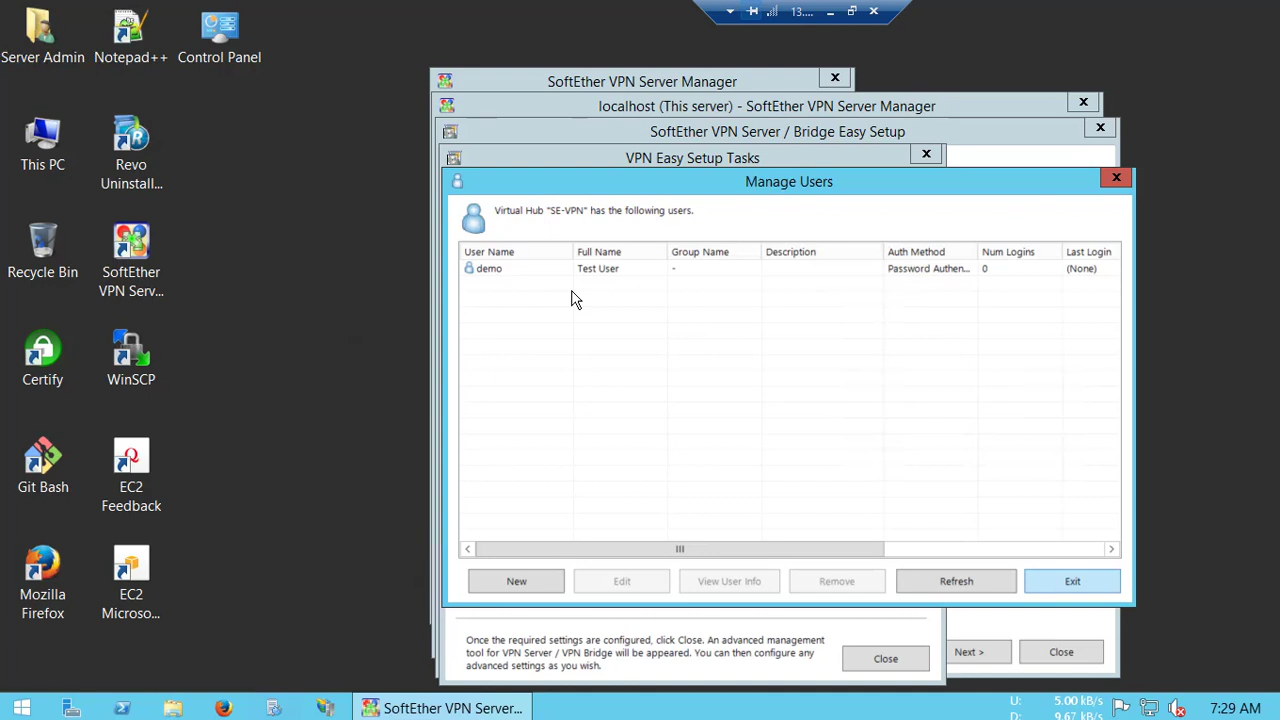 13....
Server Admin
Notepad++
Control Panel
This PC
Revo
Uninstall...
Recycle Bin
SoftEther
VPN Serv...
Certify
WinSCP
Git Bash
EC2
Feedback
Mozilla
Firefox
EC2
Microso...
SoftEther VPN Server Manager
localhost (This server) - SoftEther VPN Server Manager
SoftEther VPN Server / Bridge Easy Setup
VPN Easy Setup Tasks
Manage Users
Virtual Hub "SE-VPN" has the following users.
User Name Full Name Group Name Description Auth Method Num Logins Last Login
demo Test User - Password Authen... 0 (None)
New Edit View User Info Remove Refresh Exit
Once the required settings are configured, click Close. An advanced management
tool for VPN Server / VPN Bridge will be appeared. You can then configure any
advanced settings as you wish.
Close
Next >
Close
SoftEther VPN Server...
U: 5.00 kB/s
D: 9.67 kB/s
7:29 AM